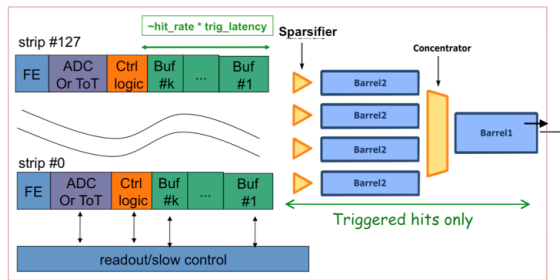 ~hit_rate * trig_latency
strip #127
FE
ADC
Or ToT
Ctrl
logic
Buf
#k
...
Buf
#1
Sparsifier
Concentrator
Barrel2
Barrel2
Barrel2
Barrel2
Barrel1
strip #0
FE
ADC
Or ToT
Ctrl
logic
Buf
#k
...
Buf
#1
Triggered hits only
readout/slow control